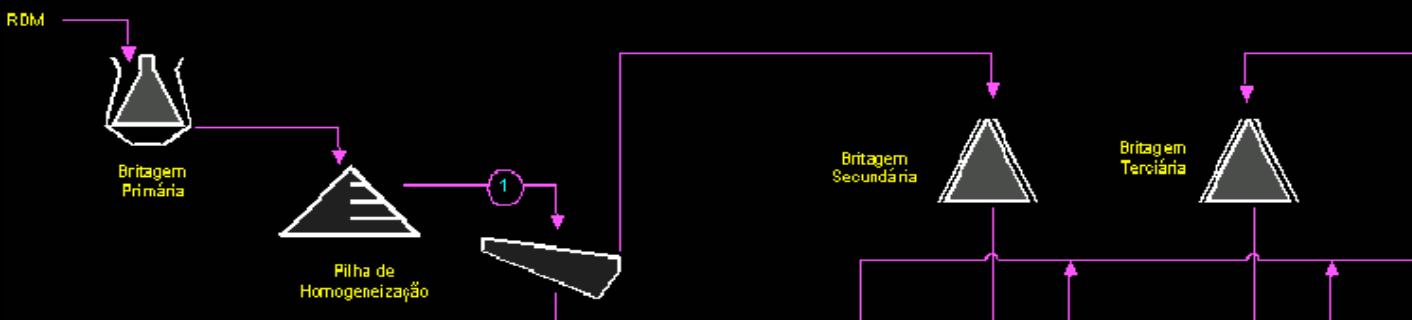 ROM
Britagem
Primária
Pilha de
Homogeneização
1
Britagem
Secundária
Britagem
Terciária